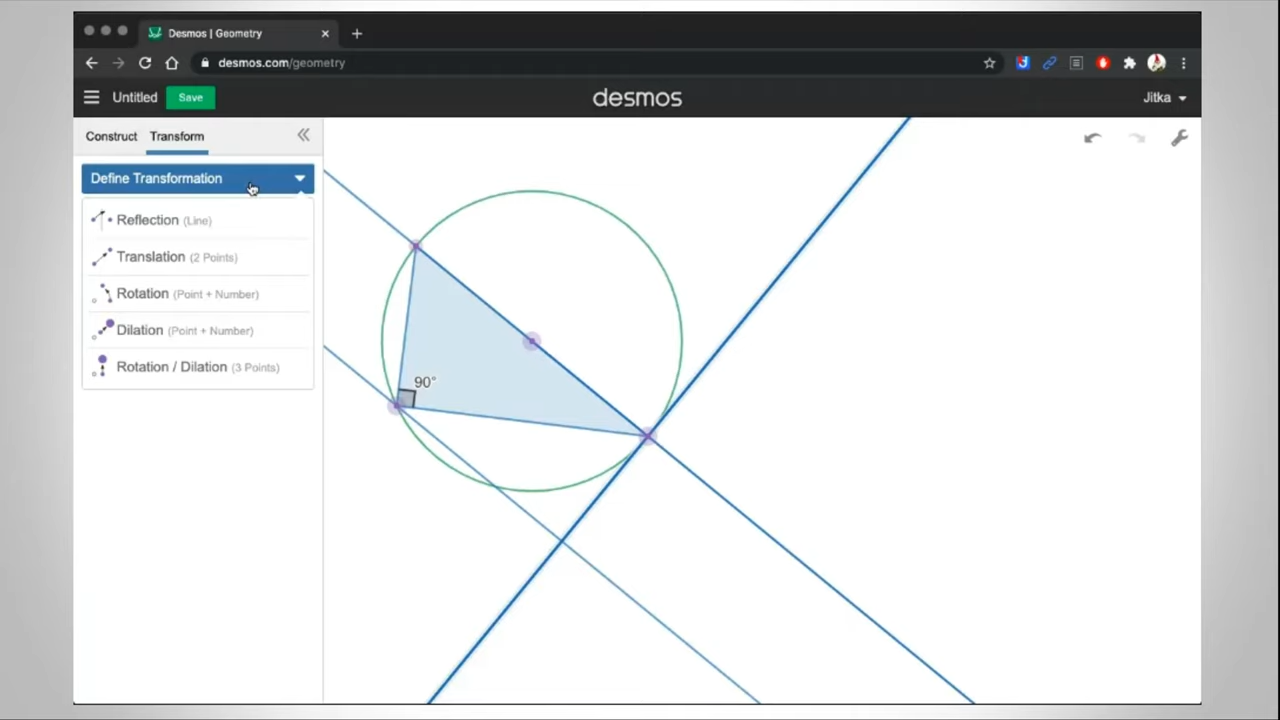 Desmos | Geometry
desmos.com/geometry
Untitled Save desmos Jitka
Construct Transform
Define Transformation
Reflection (Line)
Translation (2 Points)
Rotation (Point + Number)
Dilation (Point + Number)
Rotation / Dilation (3 Points)
90°